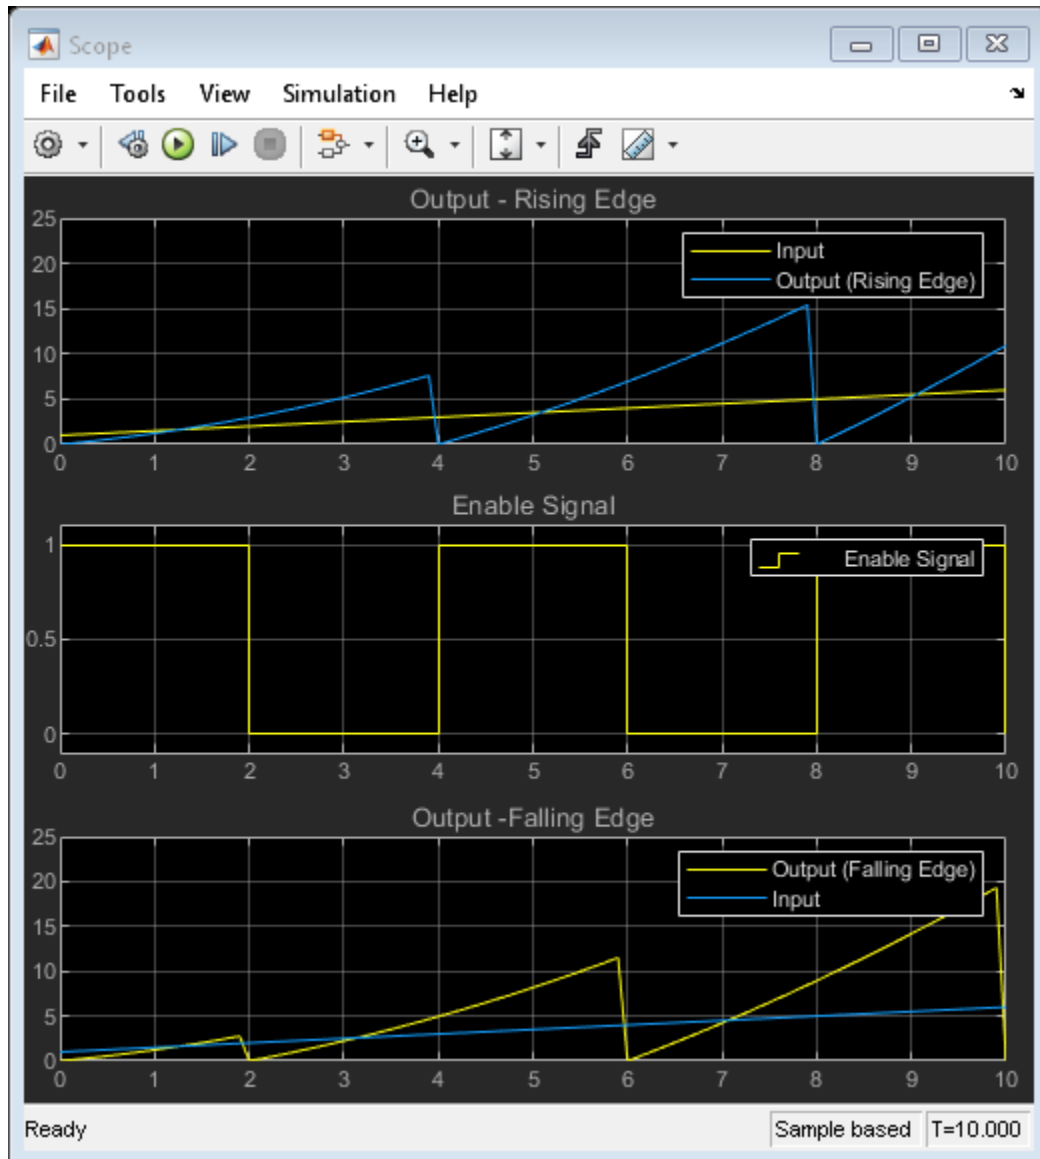 Scope
File Tools View Simulation Help
Output - Rising Edge
25
20
15
10
5
0
Input
Output (Rising Edge)
0 1 2 3 4 5 6 7 8 9 10
Enable Signal
1
0.5
0
Enable Signal
0 1 2 3 4 5 6 7 8 9 10
Output -Falling Edge
25
20
15
10
5
0
Output (Falling Edge)
Input
0 1 2 3 4 5 6 7 8 9 10
Ready Sample based T=10.000